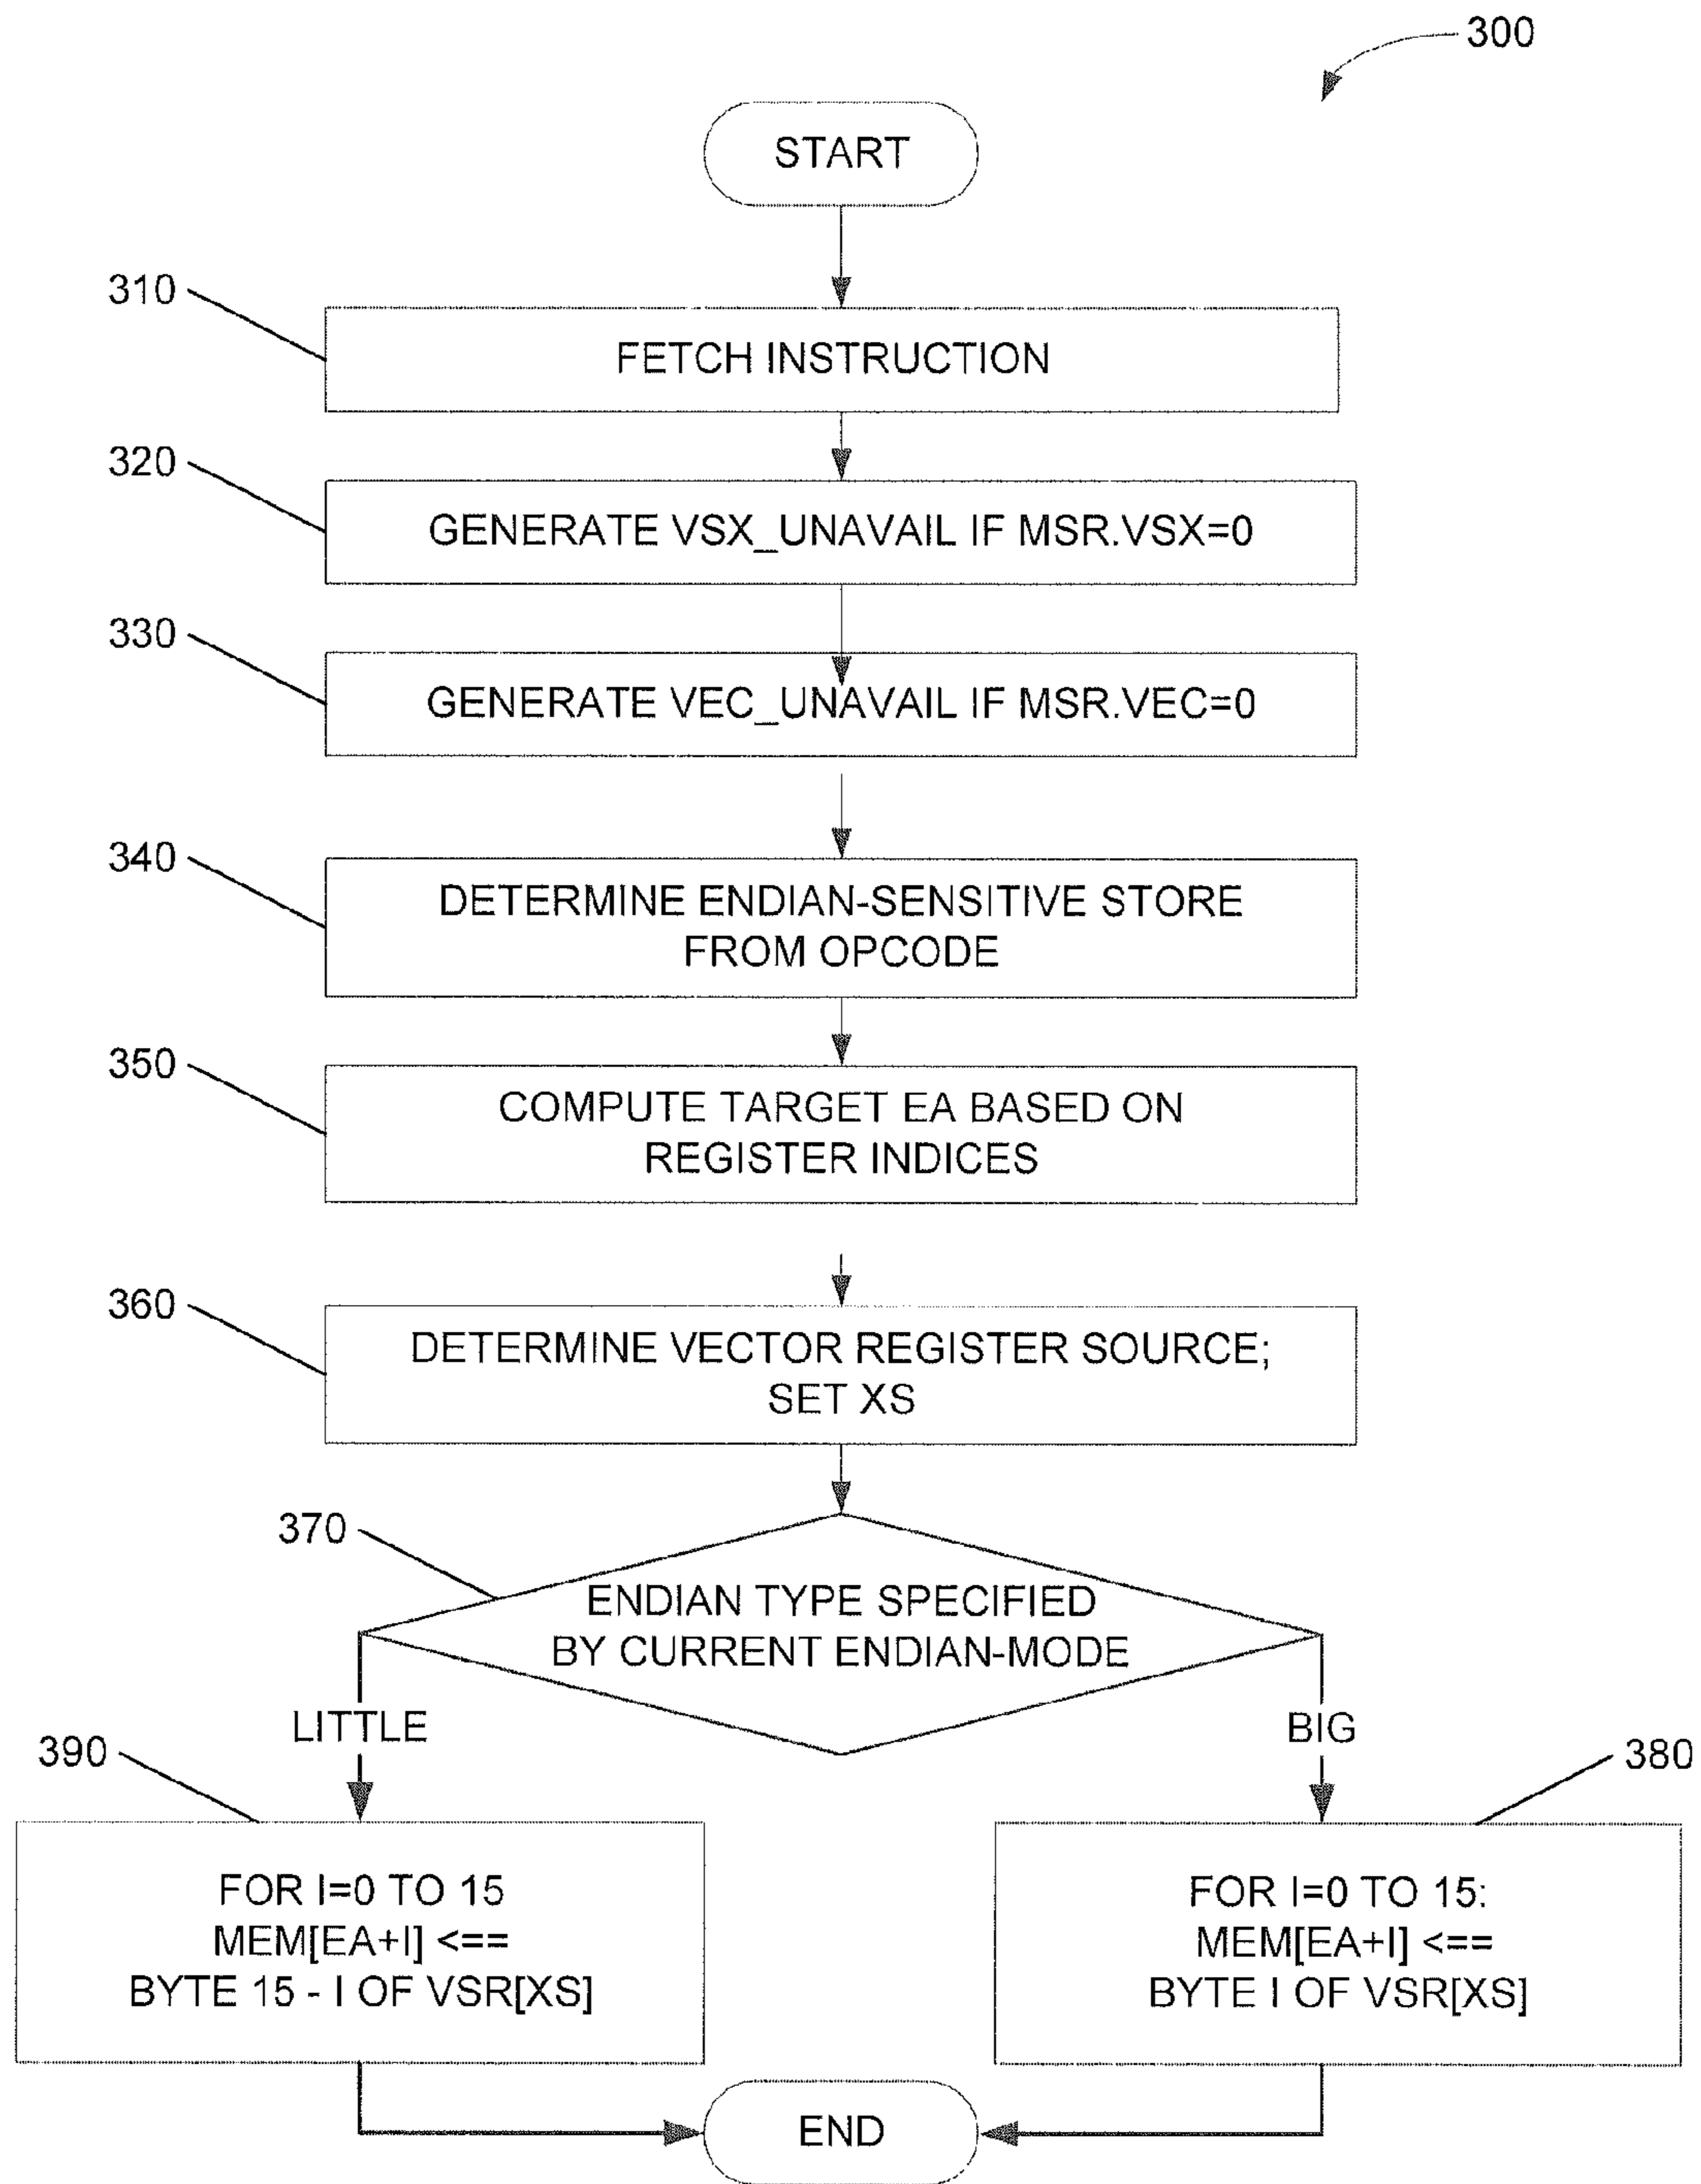 300
START
310
FETCH INSTRUCTION
320
GENERATE VSX_UNAVAIL IF MSR.VSX=0
330
GENERATE VEC_UNAVAIL IF MSR.VEC=0
340
DETERMINE ENDIAN-SENSITIVE STORE
FROM OPCODE
350
COMPUTE TARGET EA BASED ON
REGISTER INDICES
360
DETERMINE VECTOR REGISTER SOURCE;
SET XS
370
ENDIAN TYPE SPECIFIED
BY CURRENT ENDIAN-MODE
LITTLE
BIG
390
380
FOR I=0 TO 15
MEM[EA+I] <==
BYTE 15 - I OF VSR[XS]
FOR I=0 TO 15:
MEM[EA+I] <==
BYTE I OF VSR[XS]
END